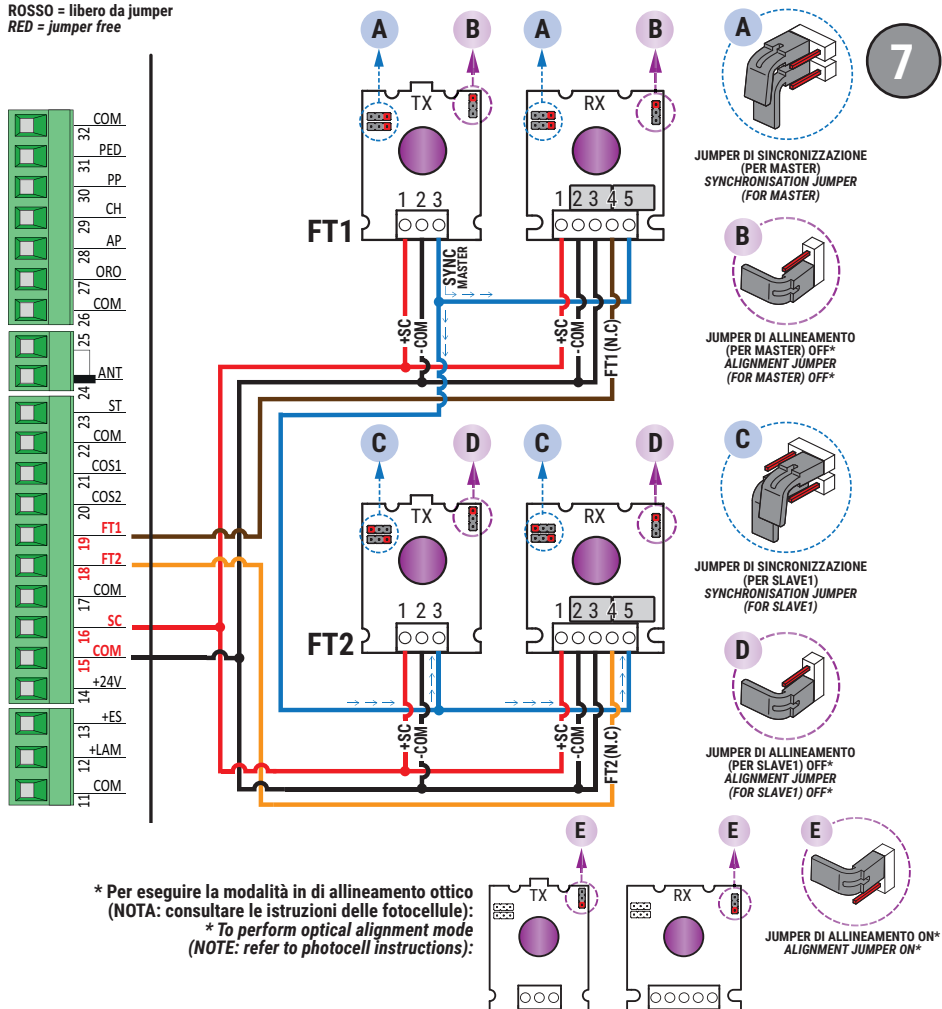 ROSSO = libero da jumper
RED = jumper free
7
A
B
A
B
A
TX
RX
1 2 3
1 2 3 4 5
FT1
SYNC
MASTER
+SC
-COM
+SC
-COM
FT1 (N.C)
JUMPER DI SINCRONIZZAZIONE
(PER MASTER)
SYNCHRONISATION JUMPER
(FOR MASTER)
B
JUMPER DI ALLINEAMENTO
(PER MASTER) OFF*
ALIGNMENT JUMPER
(FOR MASTER) OFF*
COM
32
PED
31
PP
30
CH
29
AP
28
ORO
27
COM
26
25
ANT
24
ST
23
COM
22
COS1
21
COS2
20
FT1
19
FT2
18
COM
17
SC
16
COM
15
+24V
14
+ES
13
+LAM
12
COM
11
C
D
C
D
C
TX
RX
1 2 3
1 2 3 4 5
FT2
+SC
-COM
+SC
-COM
FT2 (N.C)
JUMPER DI SINCRONIZZAZIONE
(PER SLAVE1)
SYNCHRONISATION JUMPER
(FOR SLAVE1)
D
JUMPER DI ALLINEAMENTO
(PER SLAVE1) OFF*
ALIGNMENT JUMPER
(FOR SLAVE1) OFF*
E
E
E
TX
RX
* Per eseguire la modalità in di allineamento ottico
(NOTA: consultare le istruzioni delle fotocellule):
* To perform optical alignment mode
(NOTE: refer to photocell instructions):
JUMPER DI ALLINEAMENTO ON*
ALIGNMENT JUMPER ON*